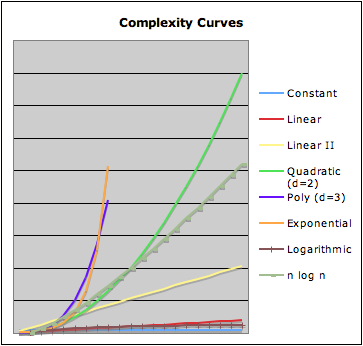 Complexity Curves
Constant
Linear
Linear II
Quadratic
(d=2)
Poly (d=3)
Exponential
Logarithmic
n log n